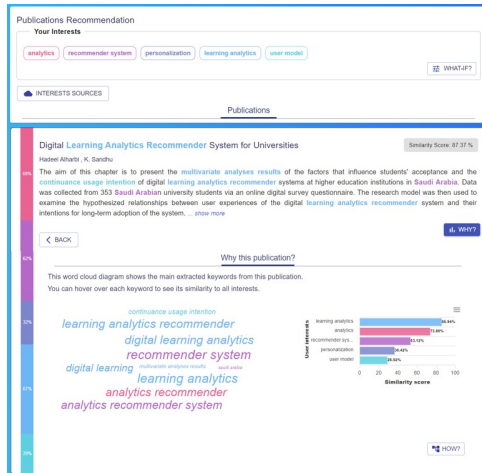 Publications Recommendation
Your Interests
analytics recommender system personalization learning analytics user model
WHAT-IF?
INTERESTS SOURCES
Publications
Digital Learning Analytics Recommender System for Universities
Similarity Score: 87.37 %
Hadeel Alharbi , K. Sandhu
The aim of this chapter is to present the multivariate analyses results of the factors that influence students' acceptance and the
continuance usage intention of digital learning analytics recommender systems at higher education institutions in Saudi Arabia. Data
was collected from 353 Saudi Arabian university students via an online digital survey questionnaire. The research model was then used to
examine the hypothesized relationships between user experiences of the digital learning analytics recommender system and their
intentions for long-term adoption of the system. ... show more
WHY?
BACK
Why this publication?
This word cloud diagram shows the main extracted keywords from this publication.
You can hover over each keyword to see its similarity to all interests.
continuance usage intention
learning analytics recommender
digital learning analytics
recommender system
digital learning multivariate analyses results saudi arabia
learning analytics
analytics recommender
analytics recommender system
User Interests
learning analytics
analytics
recommender sys...
personalization
user model
0 20 40 60 80 100
Similarity score
HOW?